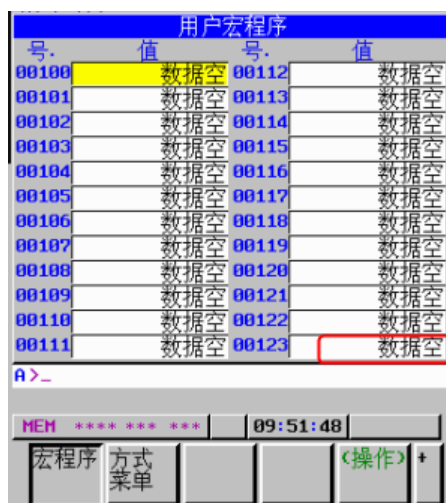 用户宏程序
号. 值 号. 值
00100 数据空 00112 数据空
00101 数据空 00113 数据空
00102 数据空 00114 数据空
00103 数据空 00115 数据空
00104 数据空 00116 数据空
00105 数据空 00117 数据空
00106 数据空 00118 数据空
00107 数据空 00119 数据空
00108 数据空 00120 数据空
00109 数据空 00121 数据空
00110 数据空 00122 数据空
00111 数据空 00123 数据空
A>_
MEM **** *** *** 09:51:48
宏程序 方式 (操作) +
菜单